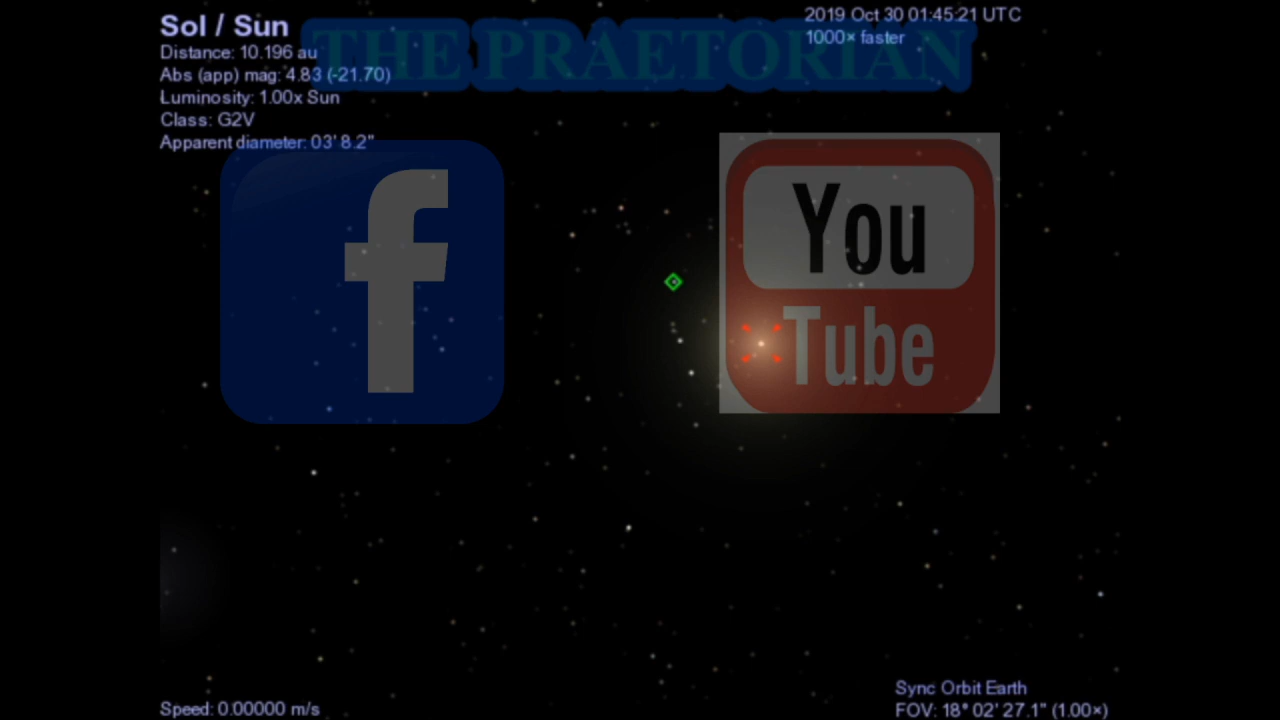 Sol / Sun
Distance: 10.196 au
Abs (app) mag: 4.83 (-21.70)
Luminosity: 1.00x Sun
Class: G2V
Apparent diameter: 03' 8.2"
THE PRAETORIAN
2019 Oct 30 01:45:21 UTC
1000× faster
f
You
Tube
Speed: 0.00000 m/s
Sync Orbit Earth
FOV: 18° 02' 27.1" (1.00×)